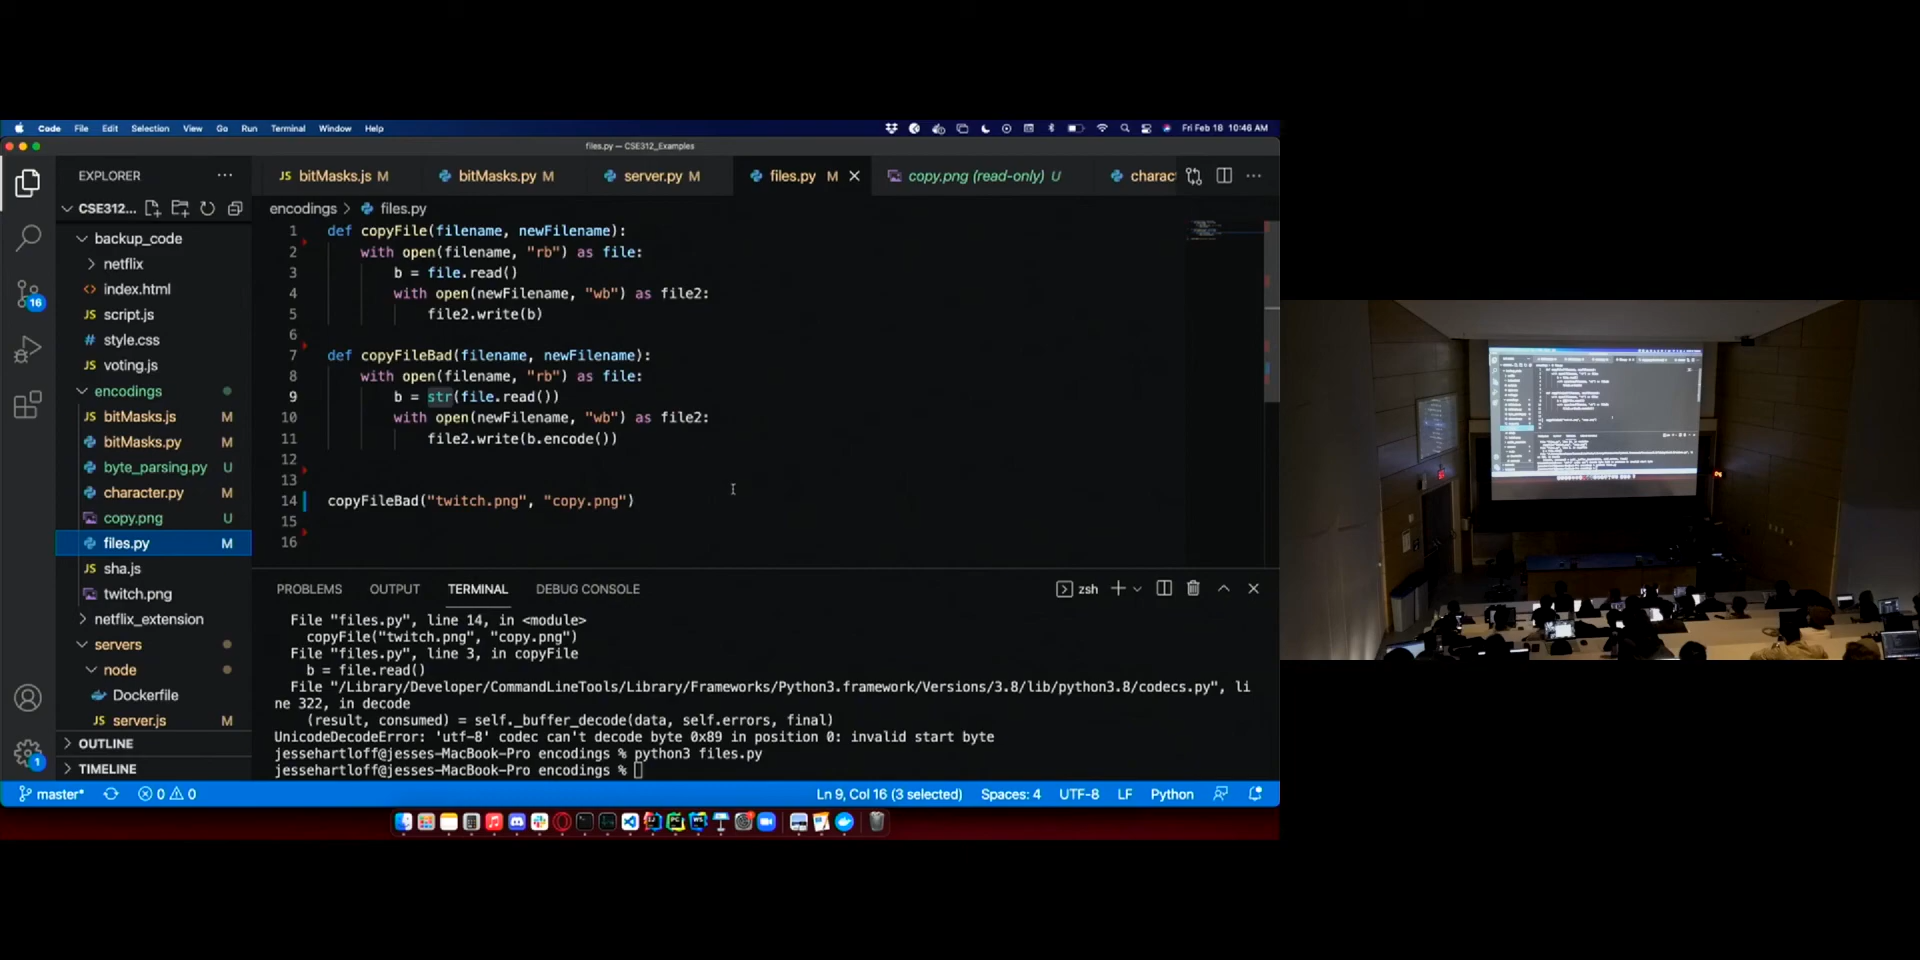 Code File Edit Selection View Go Run Terminal Window Help Fri Feb 18 10:46 AM
files.py — CSE312_Examples
EXPLORER ···
JS bitMasks.js M bitMasks.py M server.py M files.py M copy.png (read-only) U charac ···
CSE312...
encodings > files.py
backup_code
netflix
<> index.html
JS script.js
# style.css
JS voting.js
encodings
JS bitMasks.js M
bitMasks.py M
byte_parsing.py U
character.py M
copy.png U
files.py M
JS sha.js
twitch.png
netflix_extension
servers
node
Dockerfile
JS server.js M
OUTLINE
TIMELINE
16
1
1 def copyFile(filename, newFilename):
2 with open(filename, "rb") as file:
3 b = file.read()
4 with open(newFilename, "wb") as file2:
5 file2.write(b)
6
7 def copyFileBad(filename, newFilename):
8 with open(filename, "rb") as file:
9 b = str(file.read())
10 with open(newFilename, "wb") as file2:
11 file2.write(b.encode())
12
13
14 copyFileBad("twitch.png", "copy.png")
15
16
PROBLEMS OUTPUT TERMINAL DEBUG CONSOLE zsh
File "files.py", line 14, in <module>
copyFile("twitch.png", "copy.png")
File "files.py", line 3, in copyFile
b = file.read()
File "/Library/Developer/CommandLineTools/Library/Frameworks/Python3.framework/Versions/3.8/lib/python3.8/codecs.py", li
ne 322, in decode
(result, consumed) = self._buffer_decode(data, self.errors, final)
UnicodeDecodeError: 'utf-8' codec can't decode byte 0x89 in position 0: invalid start byte
jessehartloff@jesses-MacBook-Pro encodings % python3 files.py
jessehartloff@jesses-MacBook-Pro encodings %
master* 0 0 Ln 9, Col 16 (3 selected) Spaces: 4 UTF-8 LF Python